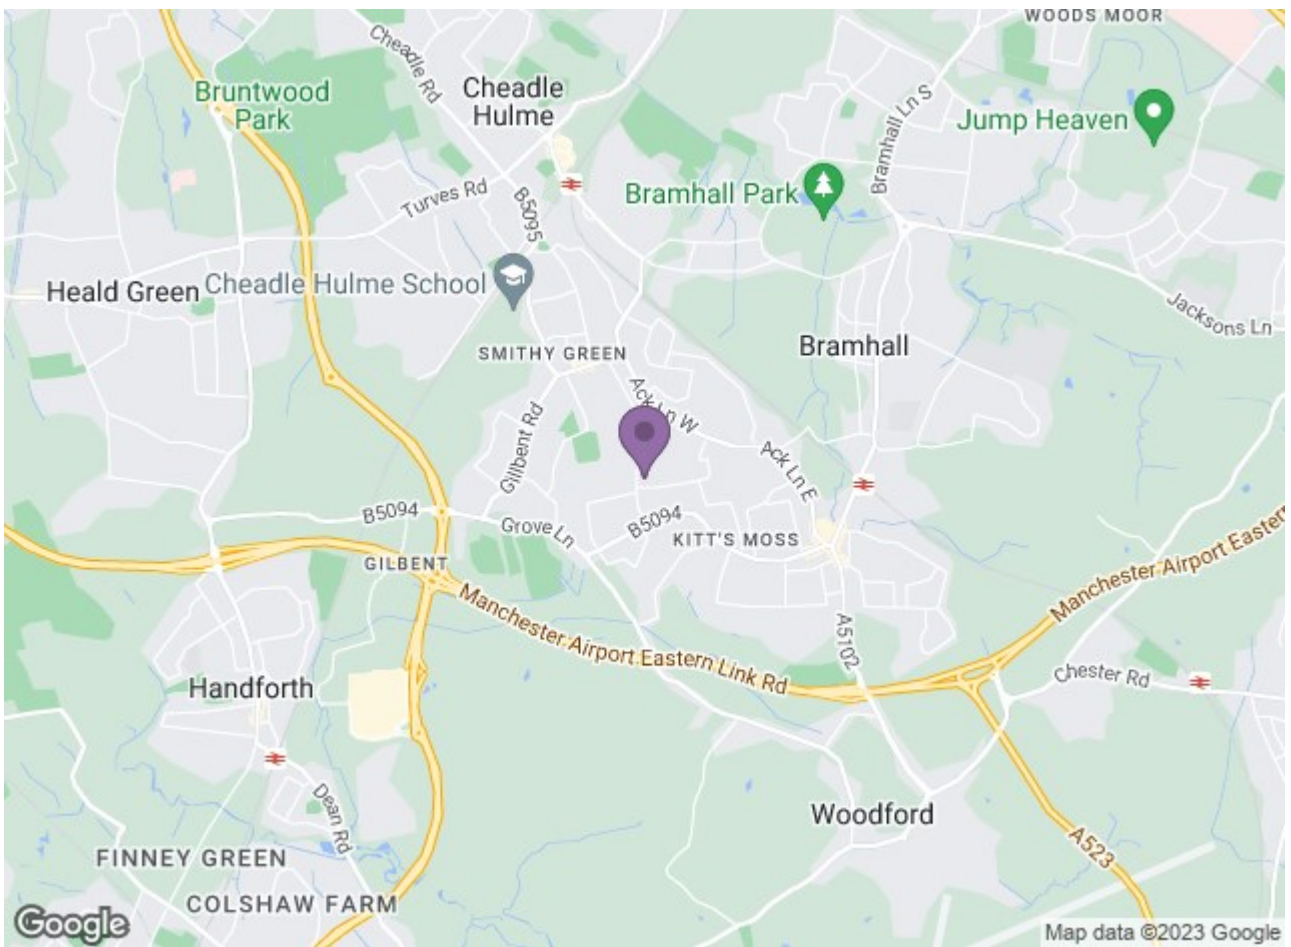 WOODS MOOR
Cheadle Rd
Cheadle
Hulme
Bruntwood
Park
Bramhall Ln S
Jump Heaven
Turves Rd
B5095
Bramhall Park
Heald Green
Cheadle Hulme School
Jacksons Ln
SMITHY GREEN
Bramhall
Ack Ln W
Gillbent Rd
Ack Ln E
B5094
Grove Ln
B5094
KITT'S MOSS
GILBENT
Manchester Airport Eastern
Manchester Airport Eastern Link Rd
A5102
Chester Rd
Handforth
Dean Rd
Woodford
A523
FINNEY GREEN
COLSHAW FARM
Google
Map data ©2023 Google